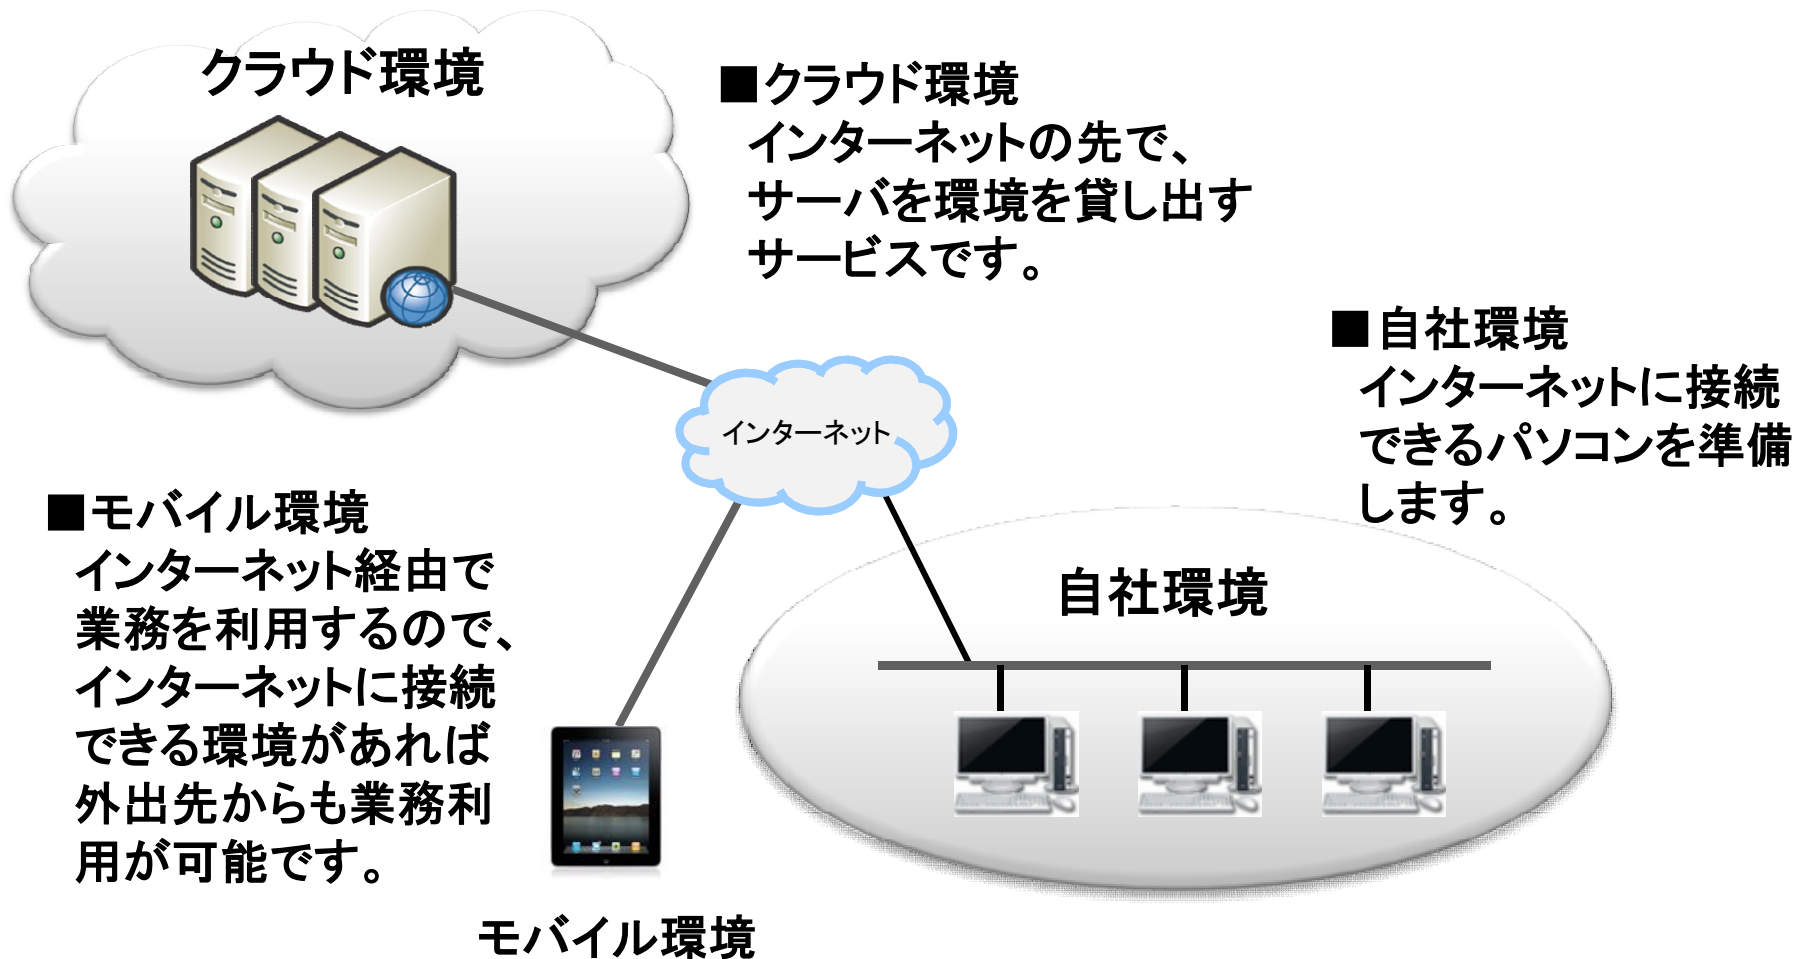 クラウド環境
■クラウド環境
インターネットの先で、
サーバを環境を貸し出す
サービスです。
■自社環境
インターネットに接続
できるパソコンを準備
します。
インターネット
■モバイル環境
インターネット経由で
業務を利用するので、
インターネットに接続
できる環境があれば
外出先からも業務利
用が可能です。
自社環境
モバイル環境